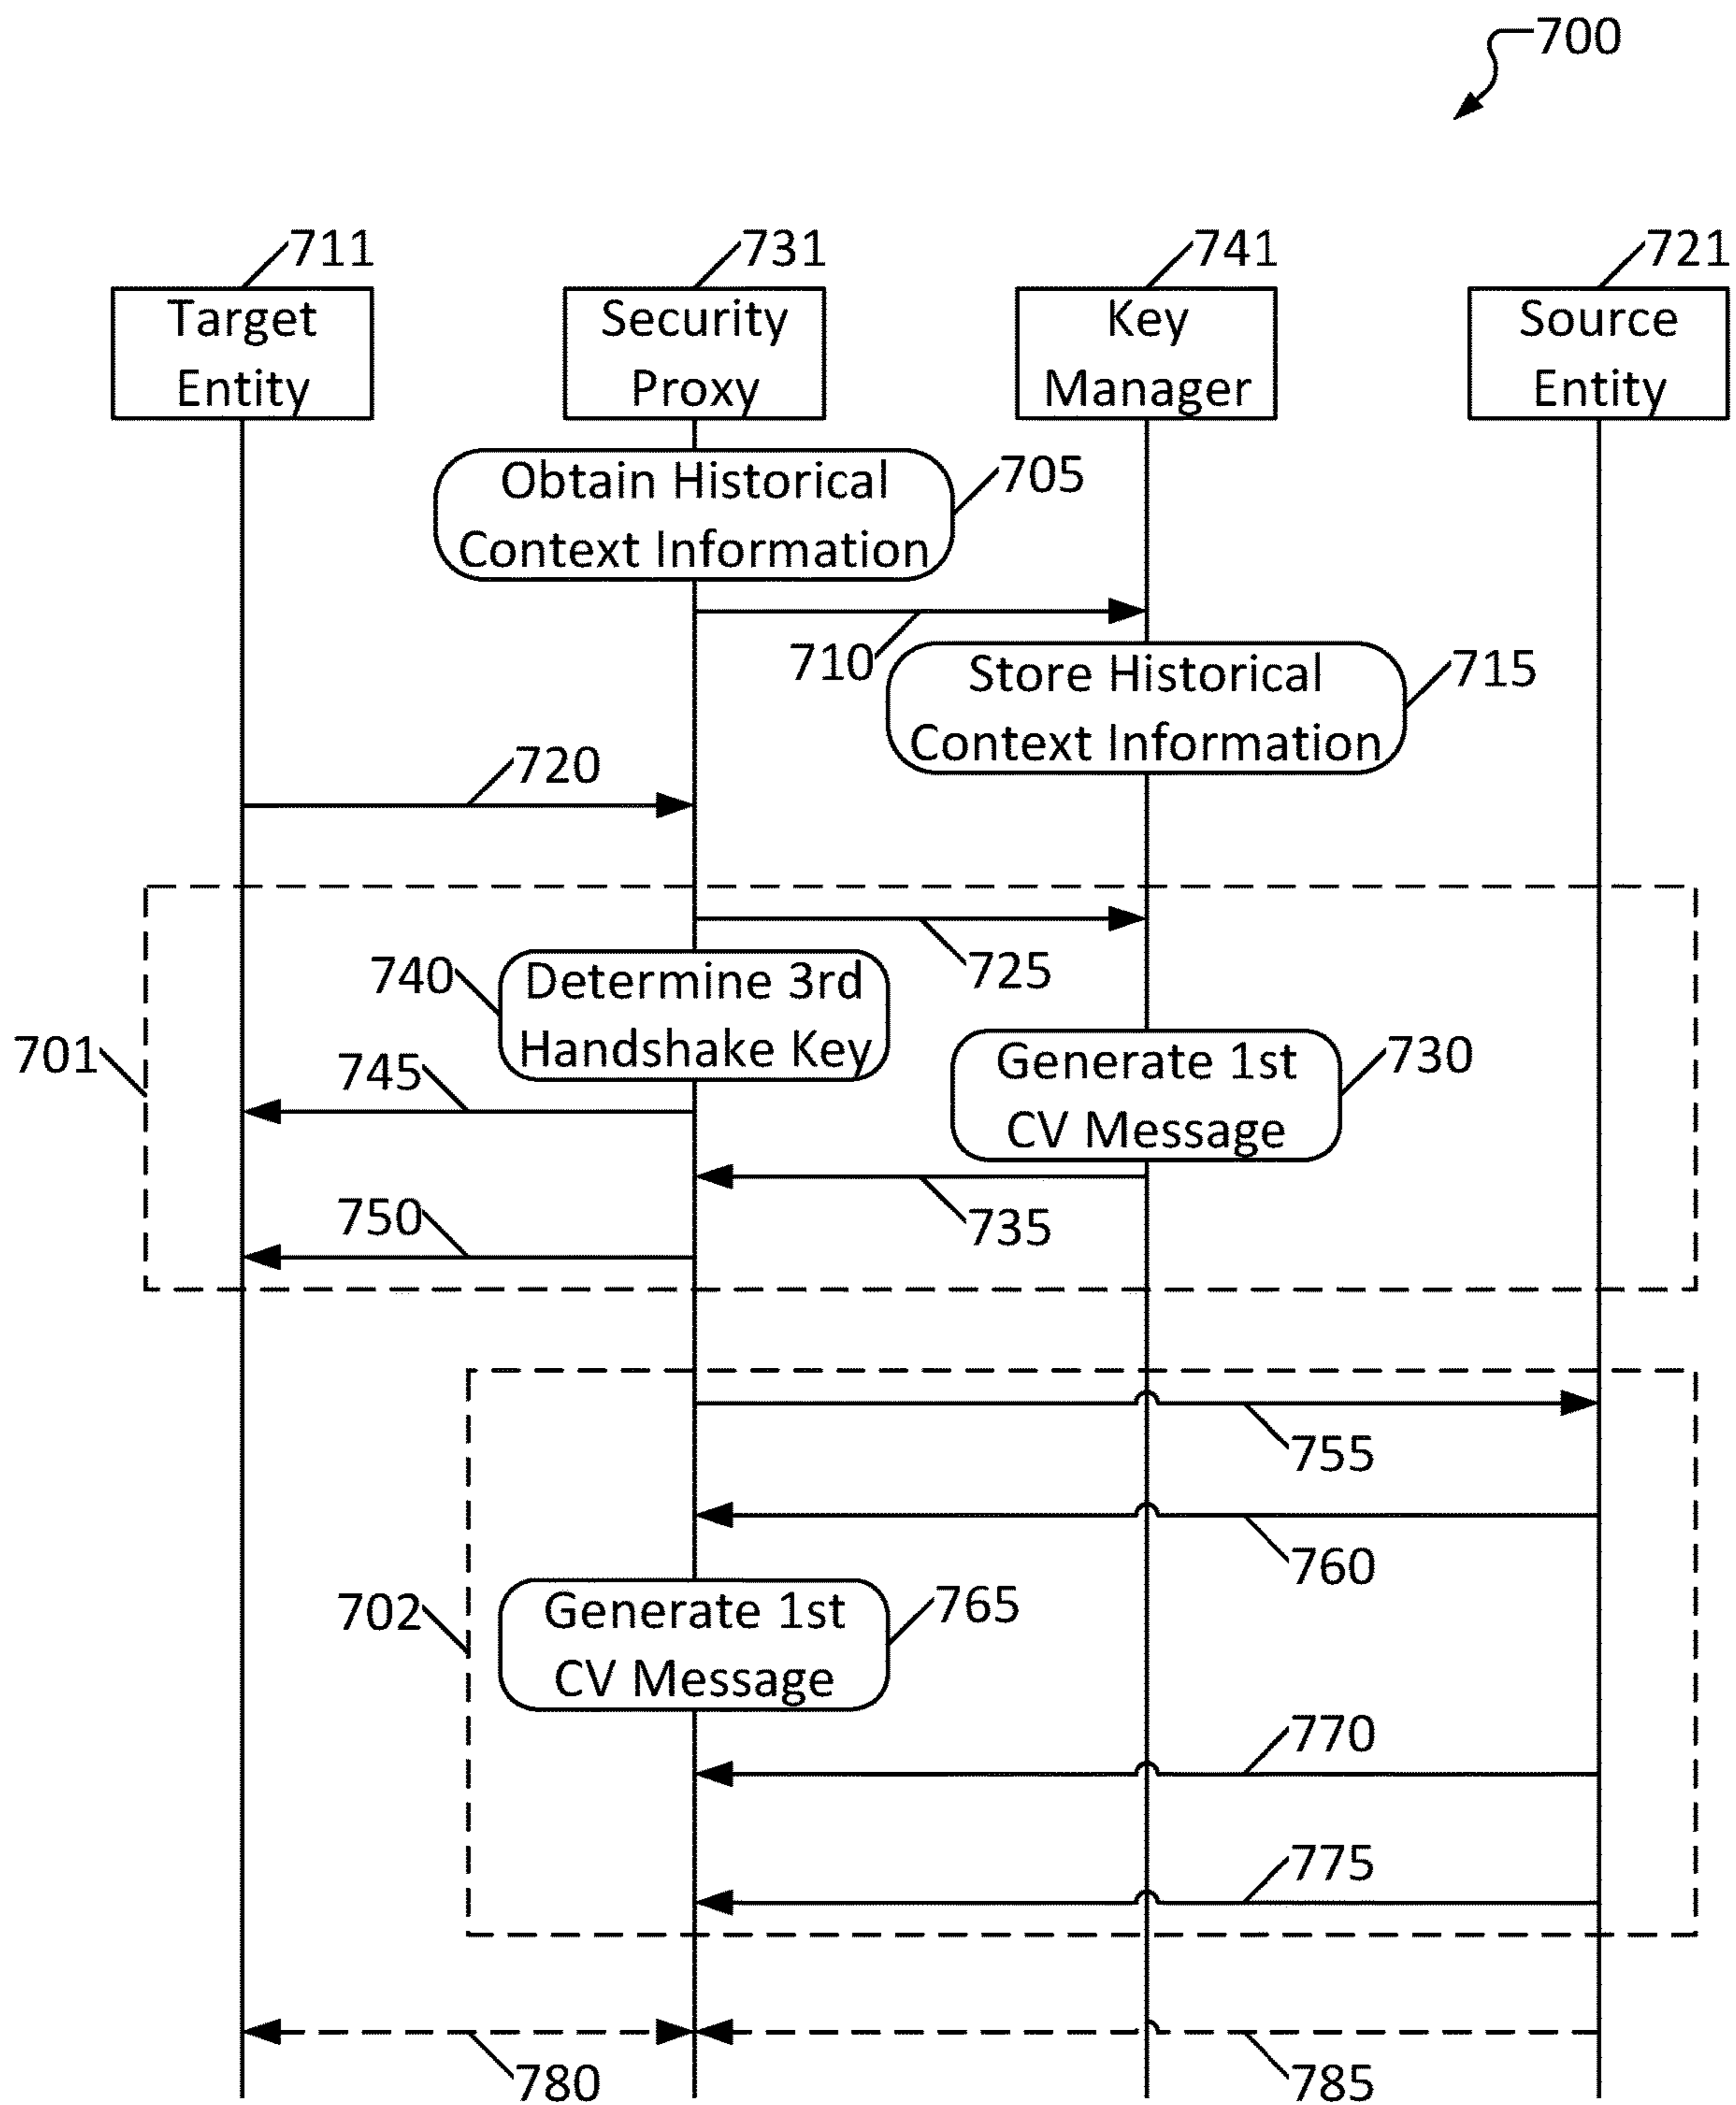 700
711
731
741
721
Target
Entity
Security
Proxy
Key
Manager
Source
Entity
Obtain Historical
Context Information
705
710
Store Historical
Context Information
715
720
725
740
Determine 3rd
Handshake Key
701
745
Generate 1st
CV Message
730
735
750
755
760
702
Generate 1st
CV Message
765
770
775
780
785